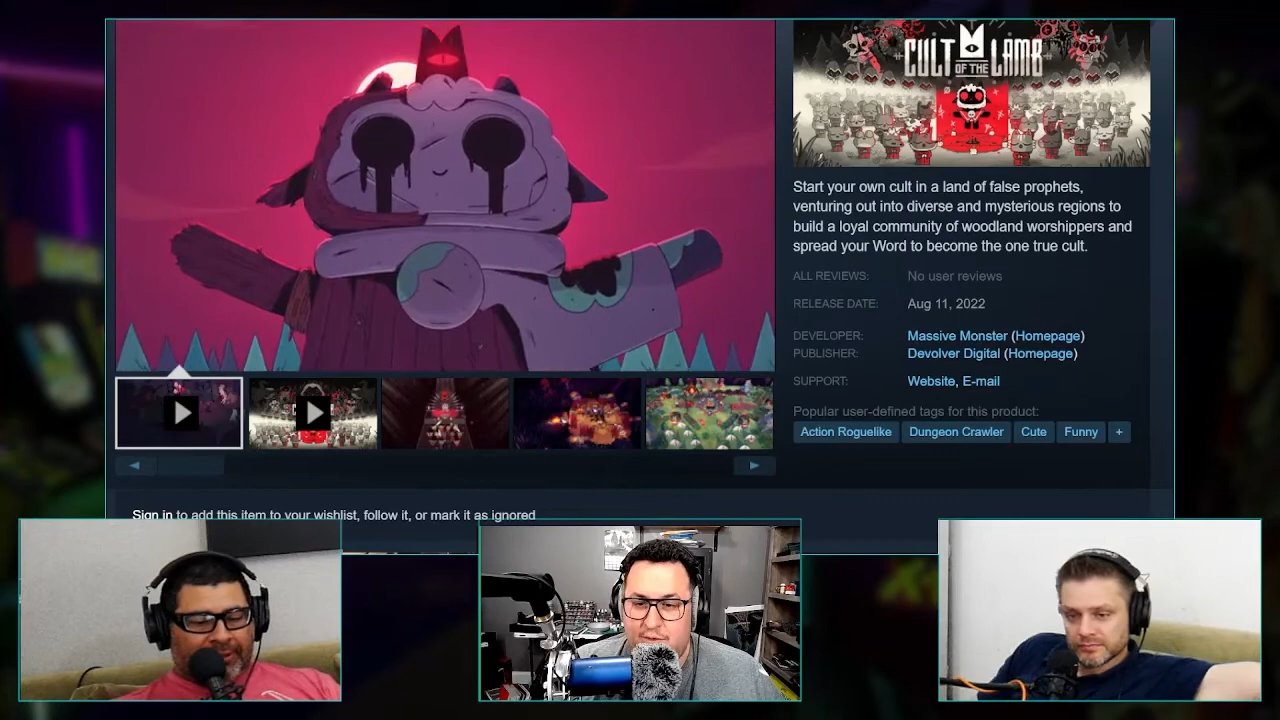 CULT OF THE LAMB
Start your own cult in a land of false prophets,
venturing out into diverse and mysterious regions to
build a loyal community of woodland worshippers and
spread your Word to become the one true cult.
ALL REVIEWS: No user reviews
RELEASE DATE: Aug 11, 2022
DEVELOPER: Massive Monster (Homepage)
PUBLISHER: Devolver Digital (Homepage)
SUPPORT: Website, E-mail
Popular user-defined tags for this product:
Action Roguelike Dungeon Crawler Cute Funny +
Sign in to add this item to your wishlist, follow it, or mark it as ignored